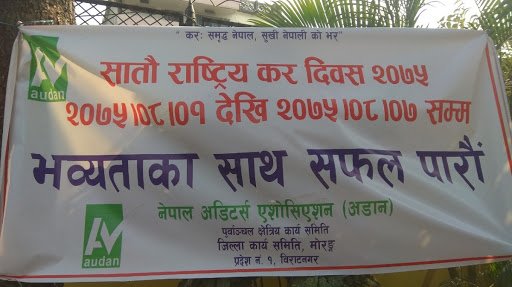 " करः समृद्ध नेपाल, सुखी नेपाली को भर"
सातौ राष्ट्रिय कर दिवस २०७५
२०७५।०८।०१ देखि २०७५।०८।०७ सम्म
भव्यताका साथ सफल पारौं
नेपाल अडिटर्स एशोसिएशन (अडान)
पुर्वाञ्चल क्षेत्रिय कार्य समिति
जिल्ला कार्य समिति, मोरङ्ग
प्रदेश नं. १, विराटनगर
audan
audan